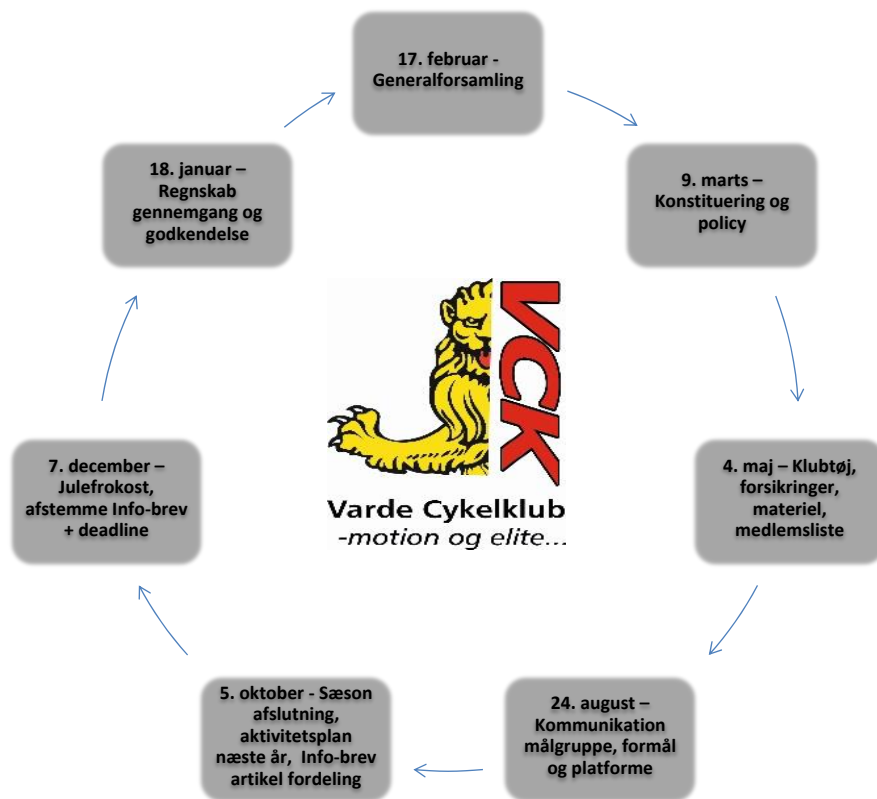 17. februar -
Generalforsamling
9. marts –
Konstituering og
policy
4. maj – Klubtøj,
forsikringer,
materiel,
medlemsliste
24. august –
Kommunikation
målgruppe, formål
og platforme
5. oktober - Sæson
afslutning,
aktivitetsplan
næste år, Info-brev
artikel fordeling
7. december –
Julefrokost,
afstemme Info-brev
+ deadline
18. januar –
Regnskab
gennemgang og
godkendelse
VCK
Varde Cykelklub
-motion og elite...